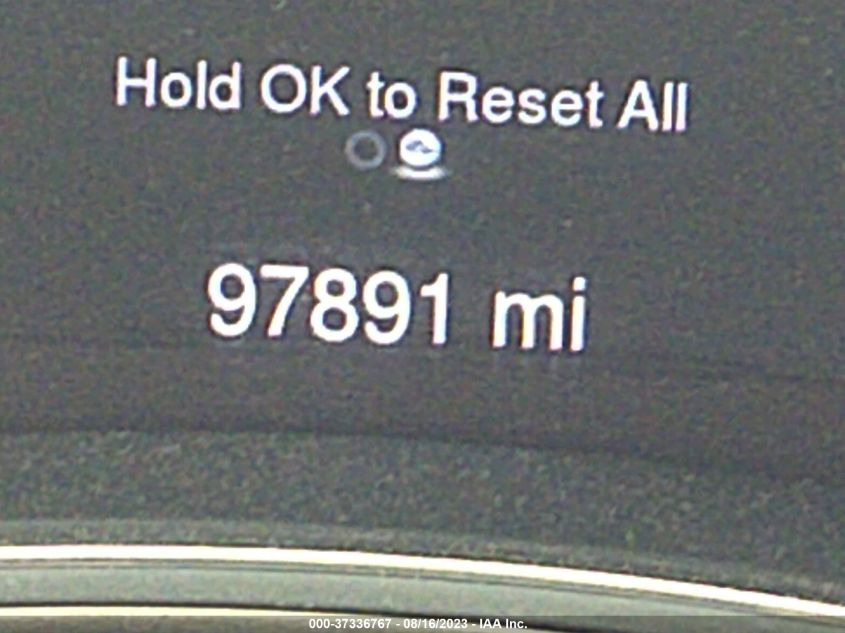 Hold OK to Reset All
97891 mi
000-37336767 - 08/16/2023 - IAA Inc.